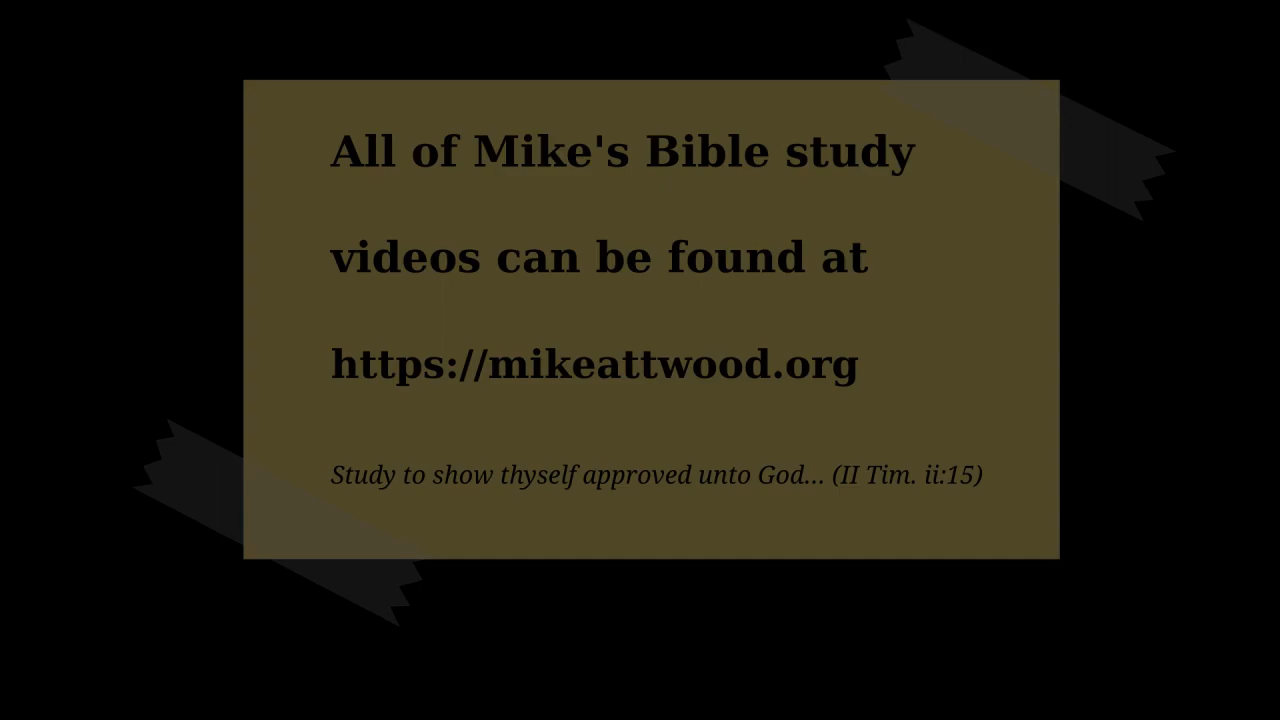 All of Mike's Bible study
videos can be found at
https://mikeattwood.org
Study to show thyself approved unto God... (II Tim. ii:15)